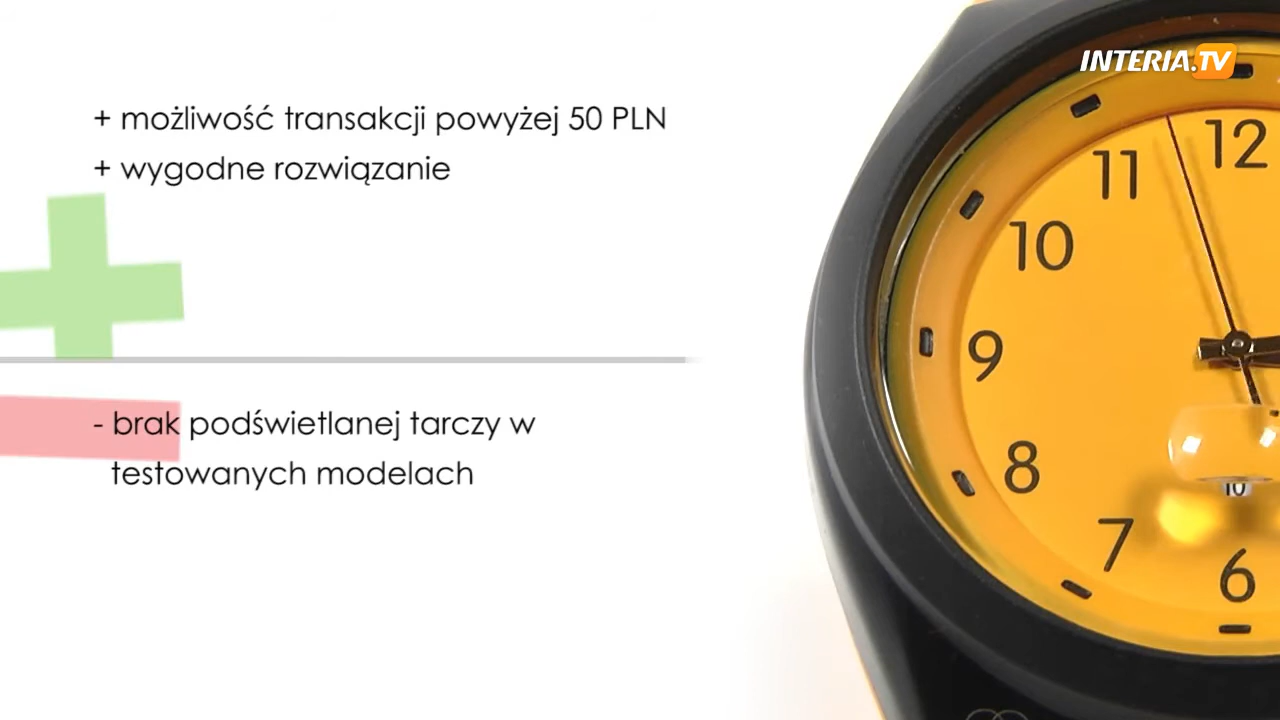 INTERIA.TV
+ możliwość transakcji powyżej 50 PLN
+ wygodne rozwiązanie
- brak podświetlanej tarczy w
testowanych modelach
12
11
10
9
8
7
6
10